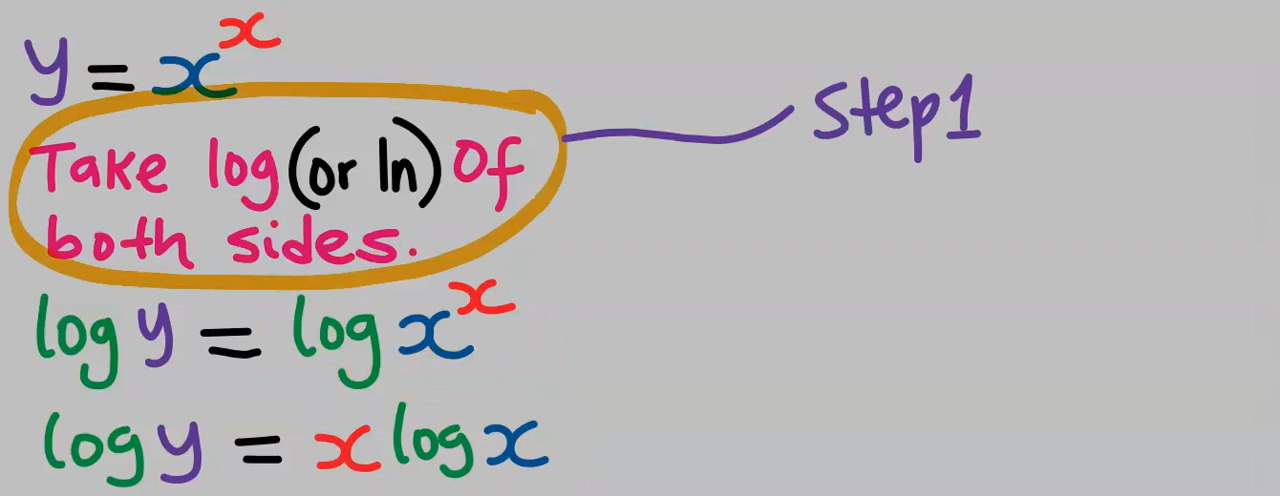 y = x^x
Take log (or ln) Of
both sides.
Step1
log y = log x^x
log y = x log x